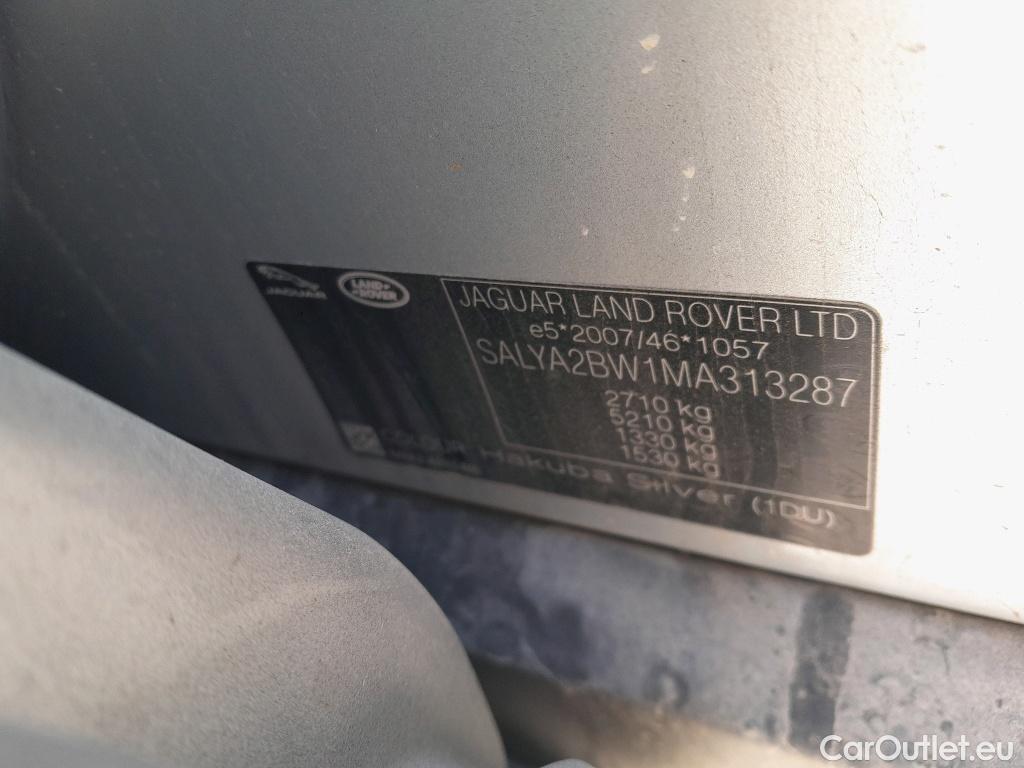 JAGUAR
LAND ROVER
JAGUAR LAND ROVER LTD
e5*2007/46*1057
SALYA2BW1MA313287
2710 kg
5210 kg
1330 kg
1530 kg
COLOUR Hakuba Silver (1DU)
CarOutlet.eu